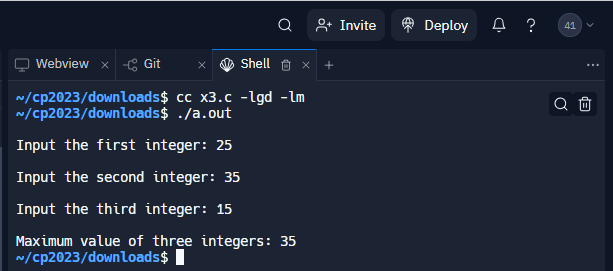 Invite Deploy 41
Webview × Git × Shell × +
~/cp2023/downloads$ cc x3.c -lgd -lm
~/cp2023/downloads$ ./a.out
Input the first integer: 25
Input the second integer: 35
Input the third integer: 15
Maximum value of three integers: 35
~/cp2023/downloads$